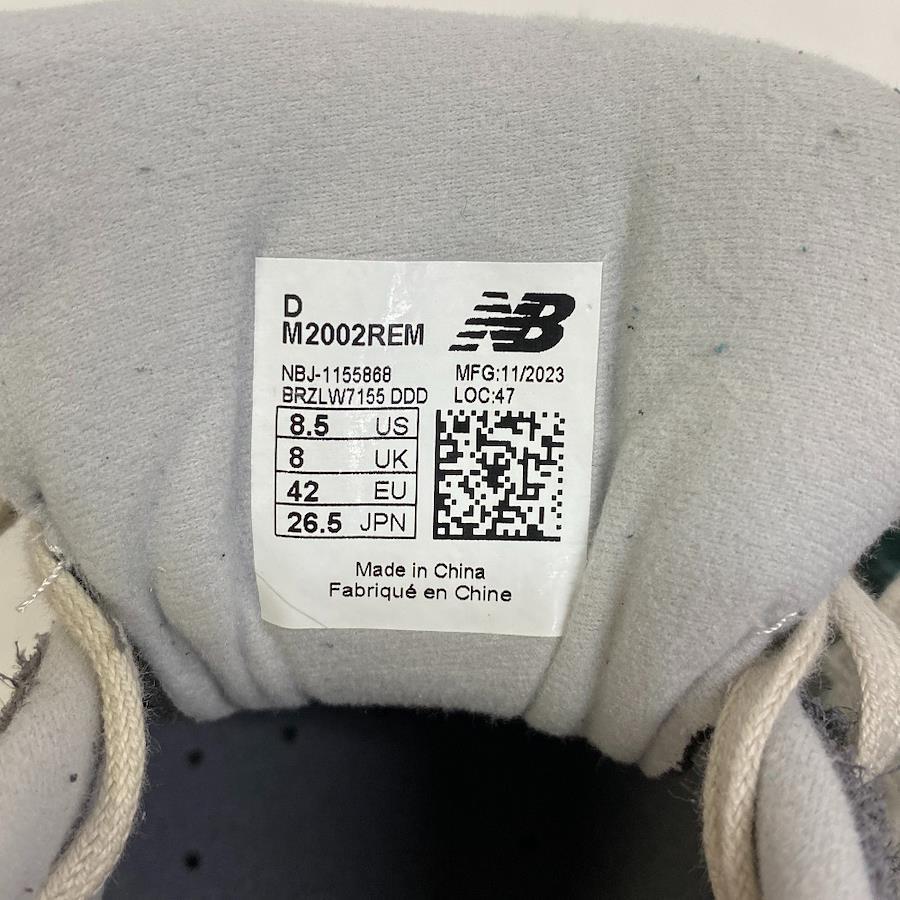 D
M2002REM
NB
NBJ-1155868
MFG:11/2023
BRZLW7155 DDD
LOC:47
8.5 US
8 UK
42 EU
26.5 JPN
Made in China
Fabriqué en Chine